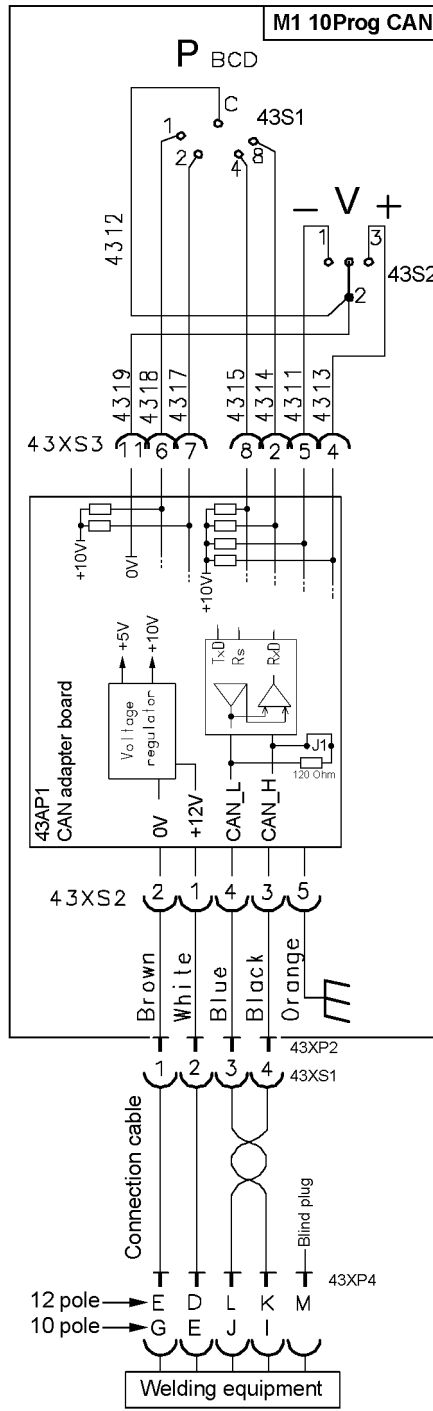 M1 10Prog CAN
P BCD
C
43S1
1
2
4
8
− V +
1
3
43S2
2
4312
4319
4318
4317
4315
4314
4311
4313
43XS3
11
6
7
8
2
5
4
+10V
0V
+10V
+5V
+10V
TxD
Rs
RxD
Voltage
regulator
J1
120 Ohm
43AP1
CAN adapter board
0V
+12V
CAN_L
CAN_H
43XS2
2
1
4
3
5
Brown
White
Blue
Black
Orange
43XP2
1
2
3
4
43XS1
Connection cable
Blind plug
43XP4
12 pole E D L K M
10 pole G E J I
Welding equipment